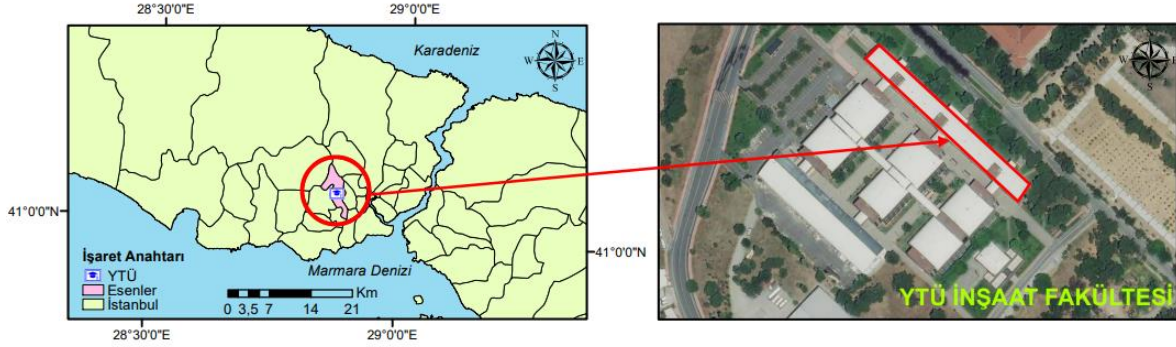 28°30'0"E
29°0'0"E
Karadeniz
N
W
E
S
41°0'0"N
İşaret Anahtarı
YTÜ
Esenler
İstanbul
Marmara Denizi
Km
0 3,5 7 14 21
41°0'0"N
28°30'0"E
29°0'0"E
N
W
E
S
YTÜ İNŞAAT FAKÜLTESİ